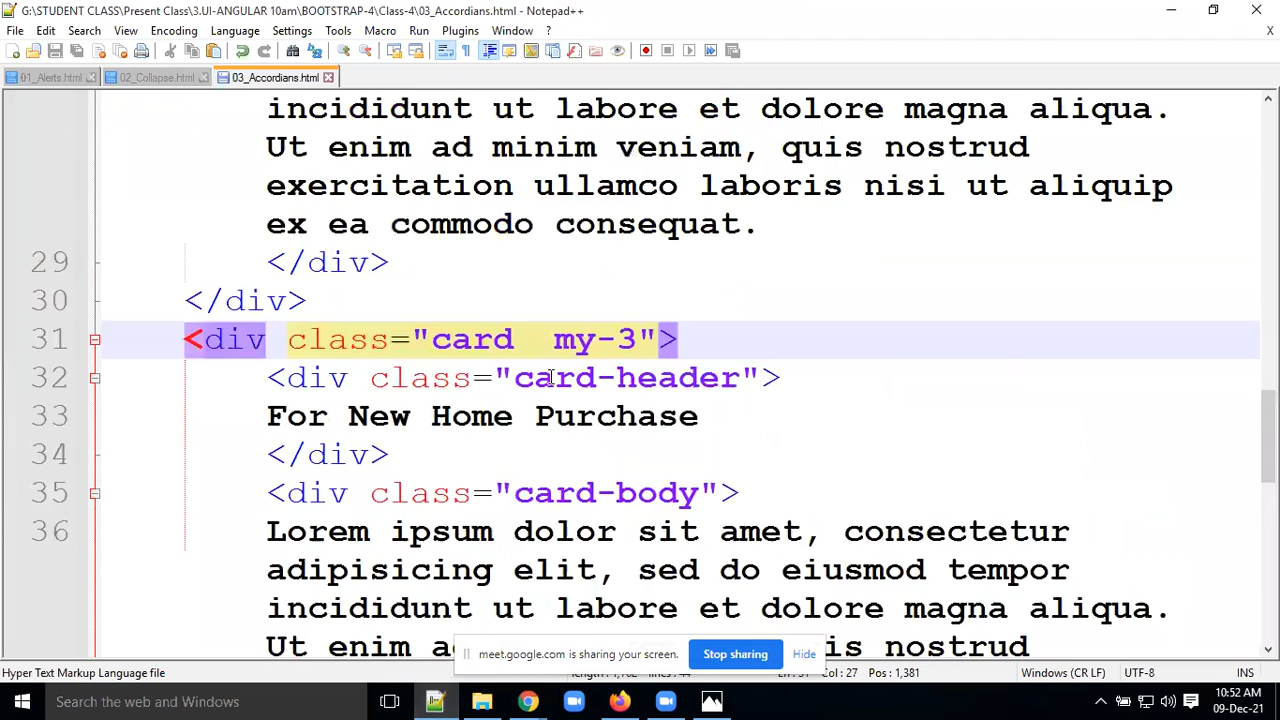 G:\STUDENT CLASS\Present Class\3.UI-ANGULAR 10am\BOOTSTRAP-4\Class-4\03_Accordians.html - Notepad++
File Edit Search View Encoding Language Settings Tools Macro Run Plugins Window ? X
01_Alerts.html 02_Collapse.html 03_Accordians.html
incididunt ut labore et dolore magna aliqua.
Ut enim ad minim veniam, quis nostrud
exercitation ullamco laboris nisi ut aliquip
ex ea commodo consequat.
29 </div>
30 </div>
31 <div class="card  my-3">
32 <div class="card-header">
33 For New Home Purchase
34 </div>
35 <div class="card-body">
36 Lorem ipsum dolor sit amet, consectetur
adipisicing elit, sed do eiusmod tempor
incididunt ut labore et dolore magna aliqua.
Ut enim ad nostrud
meet.google.com is sharing your screen. Stop sharing Hide
Hyper Text Markup Language file Col : 27 Pos : 1,381 Windows (CR LF) UTF-8 INS
Type here to search
Search the web and Windows
10:52 AM
09-Dec-21